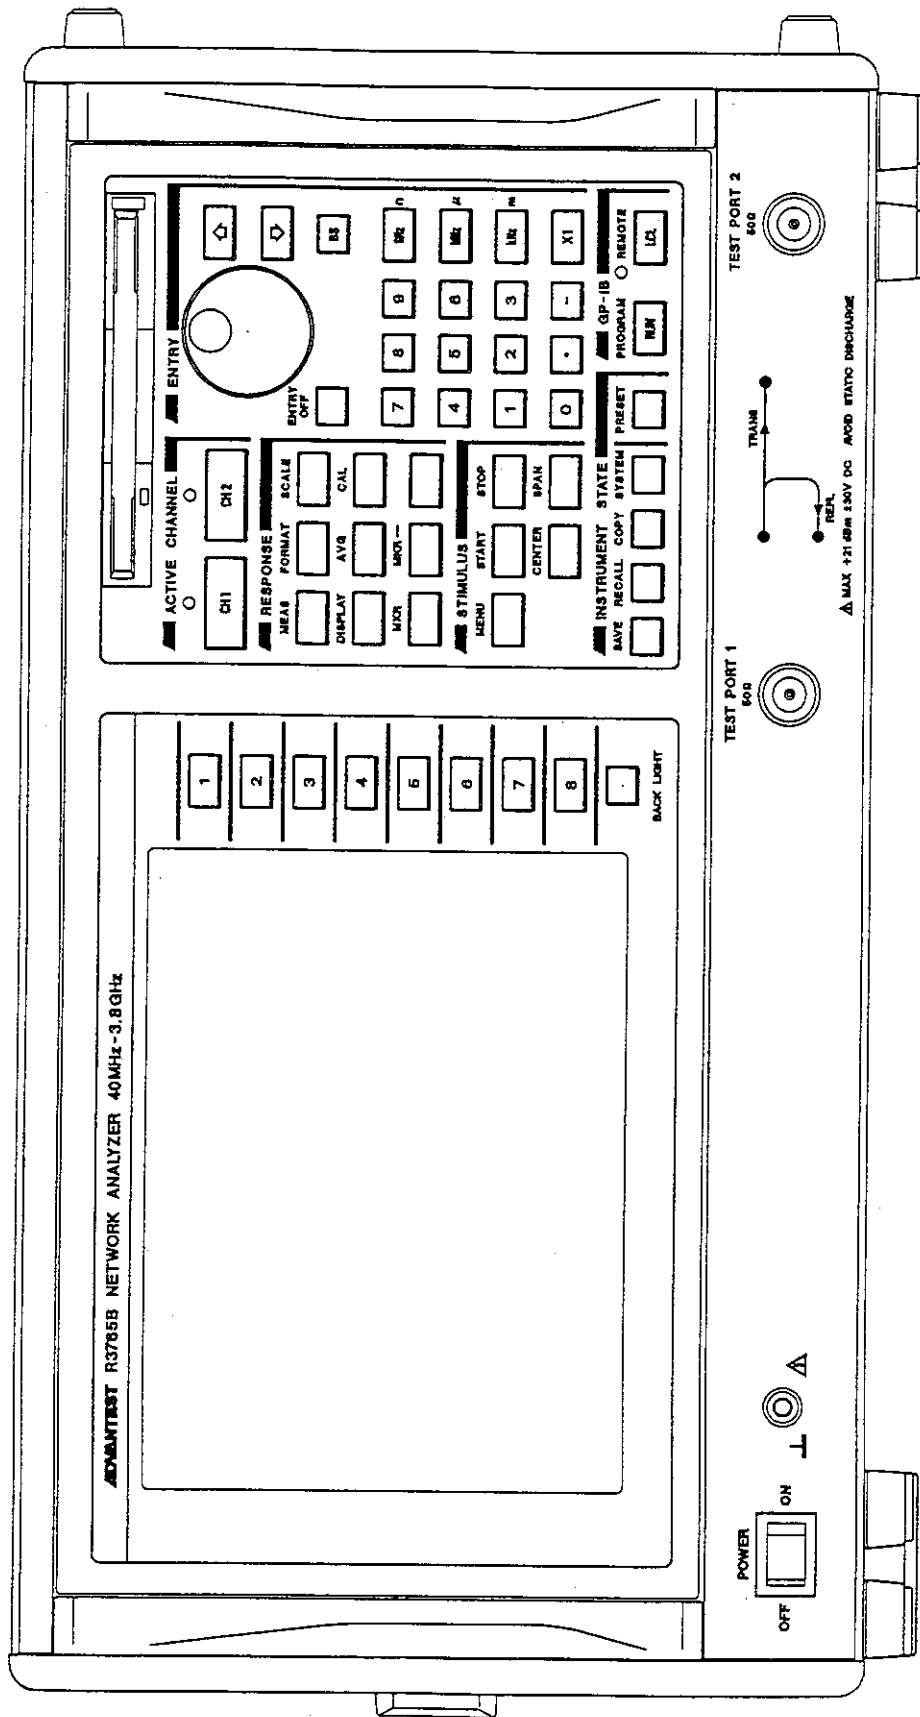 ADVANTEST R3765B NETWORK ANALYZER 40MHz-3.8GHz
1
2
3
4
5
6
7
8
BACK LIGHT
ACTIVE CHANNEL
CH 1 CH 2
RESPONSE
MEAS FORMAT SCALE
DISPLAY AVG CAL
MKR MKR→
STIMULUS
MENU START STOP
CENTER SPAN
INSTRUMENT STATE
SAVE RECALL COPY SYSTEM PRESET
ENTRY
ENTRY OFF
BS
7 8 9 GHz n
4 5 6 MHz μ
1 2 3 kHz m
0 . - X1
GP-IB
PROGRAM REMOTE
RUN LCL
POWER
OFF ON
TEST PORT 1
50Ω
TRANS
REFL
TEST PORT 2
50Ω
MAX +21 dBm ±30V DC AVOID STATIC DISCHARGE